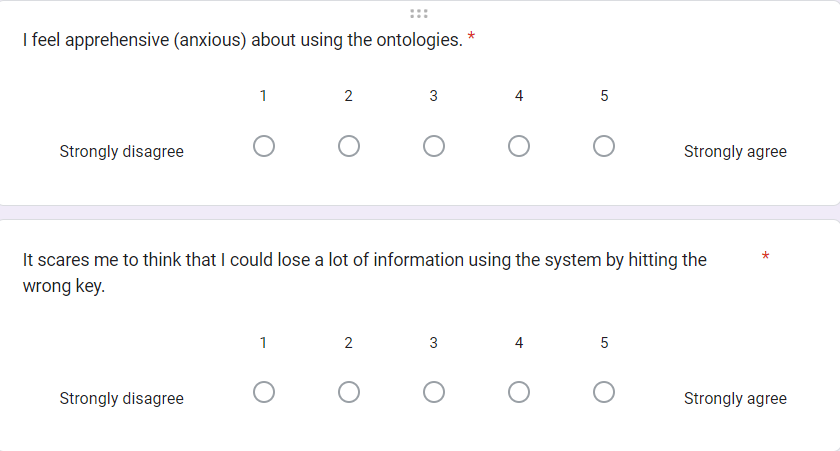 I feel apprehensive (anxious) about using the ontologies. *
1 2 3 4 5
Strongly disagree Strongly agree
It scares me to think that I could lose a lot of information using the system by hitting the *
wrong key.
1 2 3 4 5
Strongly disagree Strongly agree